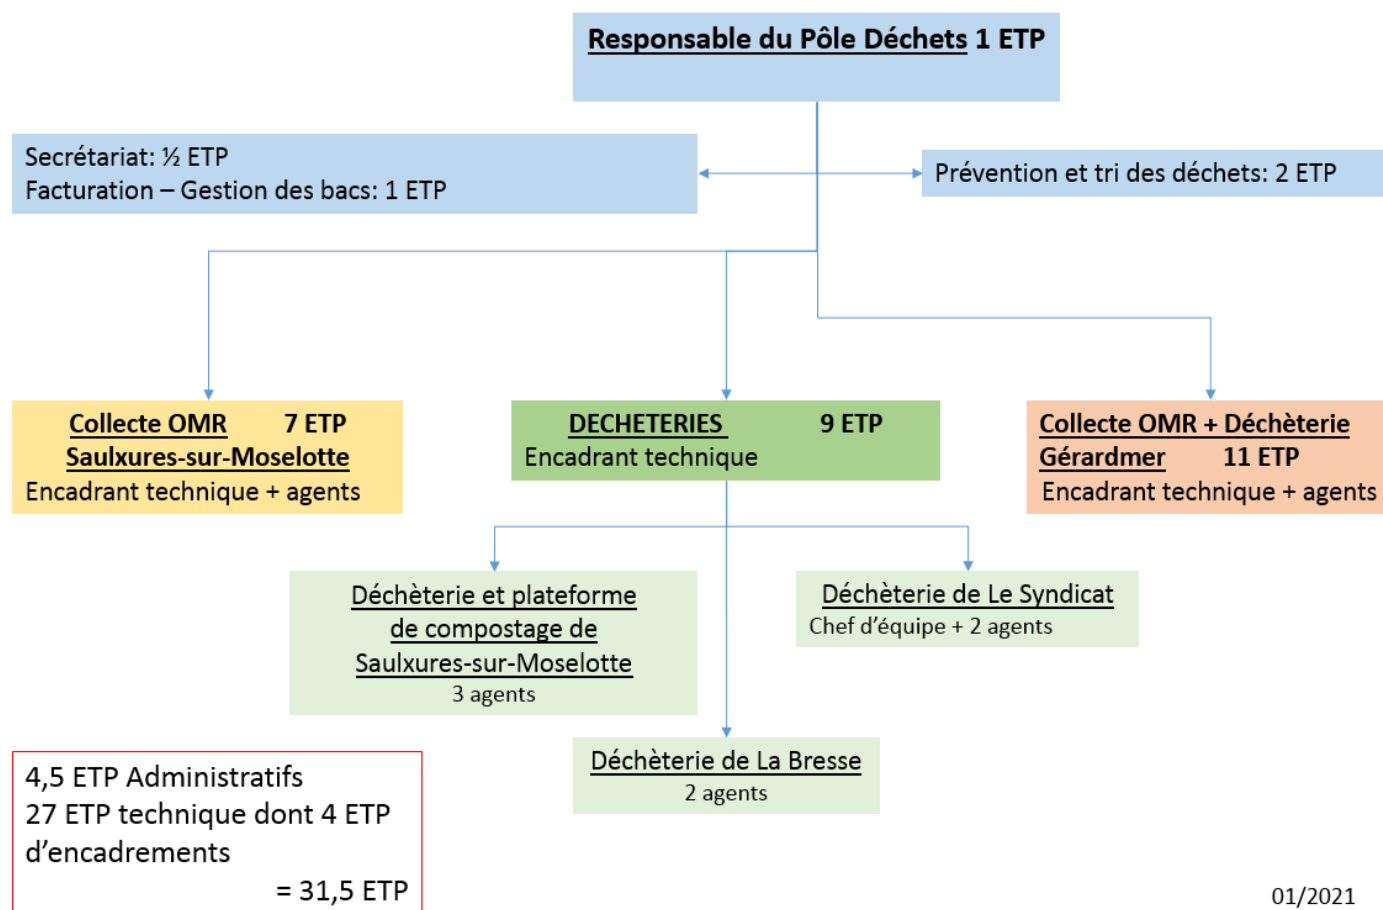 Responsable du Pôle Déchets 1 ETP
Secrétariat: ½ ETP
Facturation – Gestion des bacs: 1 ETP
Prévention et tri des déchets: 2 ETP
Collecte OMR 7 ETP
Saulxures-sur-Moselotte
Encadrant technique + agents
DECHETERIES 9 ETP
Encadrant technique
Collecte OMR + Déchèterie
Gérardmer 11 ETP
Encadrant technique + agents
Déchèterie et plateforme
de compostage de
Saulxures-sur-Moselotte
3 agents
Déchèterie de Le Syndicat
Chef d’équipe + 2 agents
Déchèterie de La Bresse
2 agents
4,5 ETP Administratifs
27 ETP technique dont 4 ETP
d’encadrements
= 31,5 ETP
01/2021